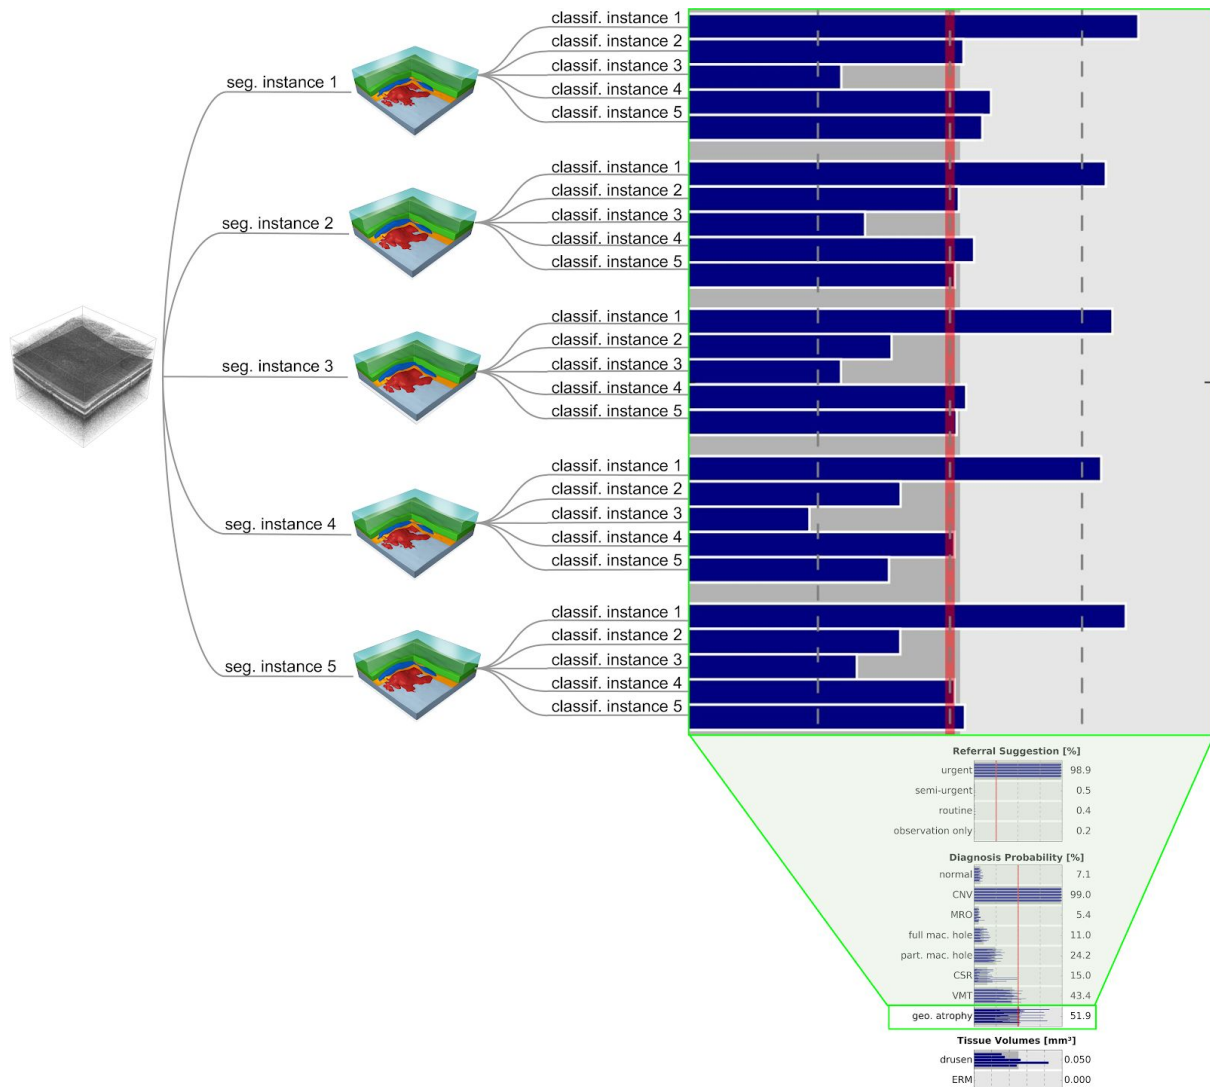 seg. instance 1
classif. instance 1
classif. instance 2
classif. instance 3
classif. instance 4
classif. instance 5
seg. instance 2
classif. instance 1
classif. instance 2
classif. instance 3
classif. instance 4
classif. instance 5
seg. instance 3
classif. instance 1
classif. instance 2
classif. instance 3
classif. instance 4
classif. instance 5
seg. instance 4
classif. instance 1
classif. instance 2
classif. instance 3
classif. instance 4
classif. instance 5
seg. instance 5
classif. instance 1
classif. instance 2
classif. instance 3
classif. instance 4
classif. instance 5
Referral Suggestion [%]
urgent 98.9
semi-urgent 0.5
routine 0.4
observation only 0.2
Diagnosis Probability [%]
normal 7.1
CNV 99.0
MRO 5.4
full mac. hole 11.0
part. mac. hole 24.2
CSR 15.0
VMT 43.4
geo. atrophy 51.9
Tissue Volumes [mm³]
drusen 0.050
ERM 0.000